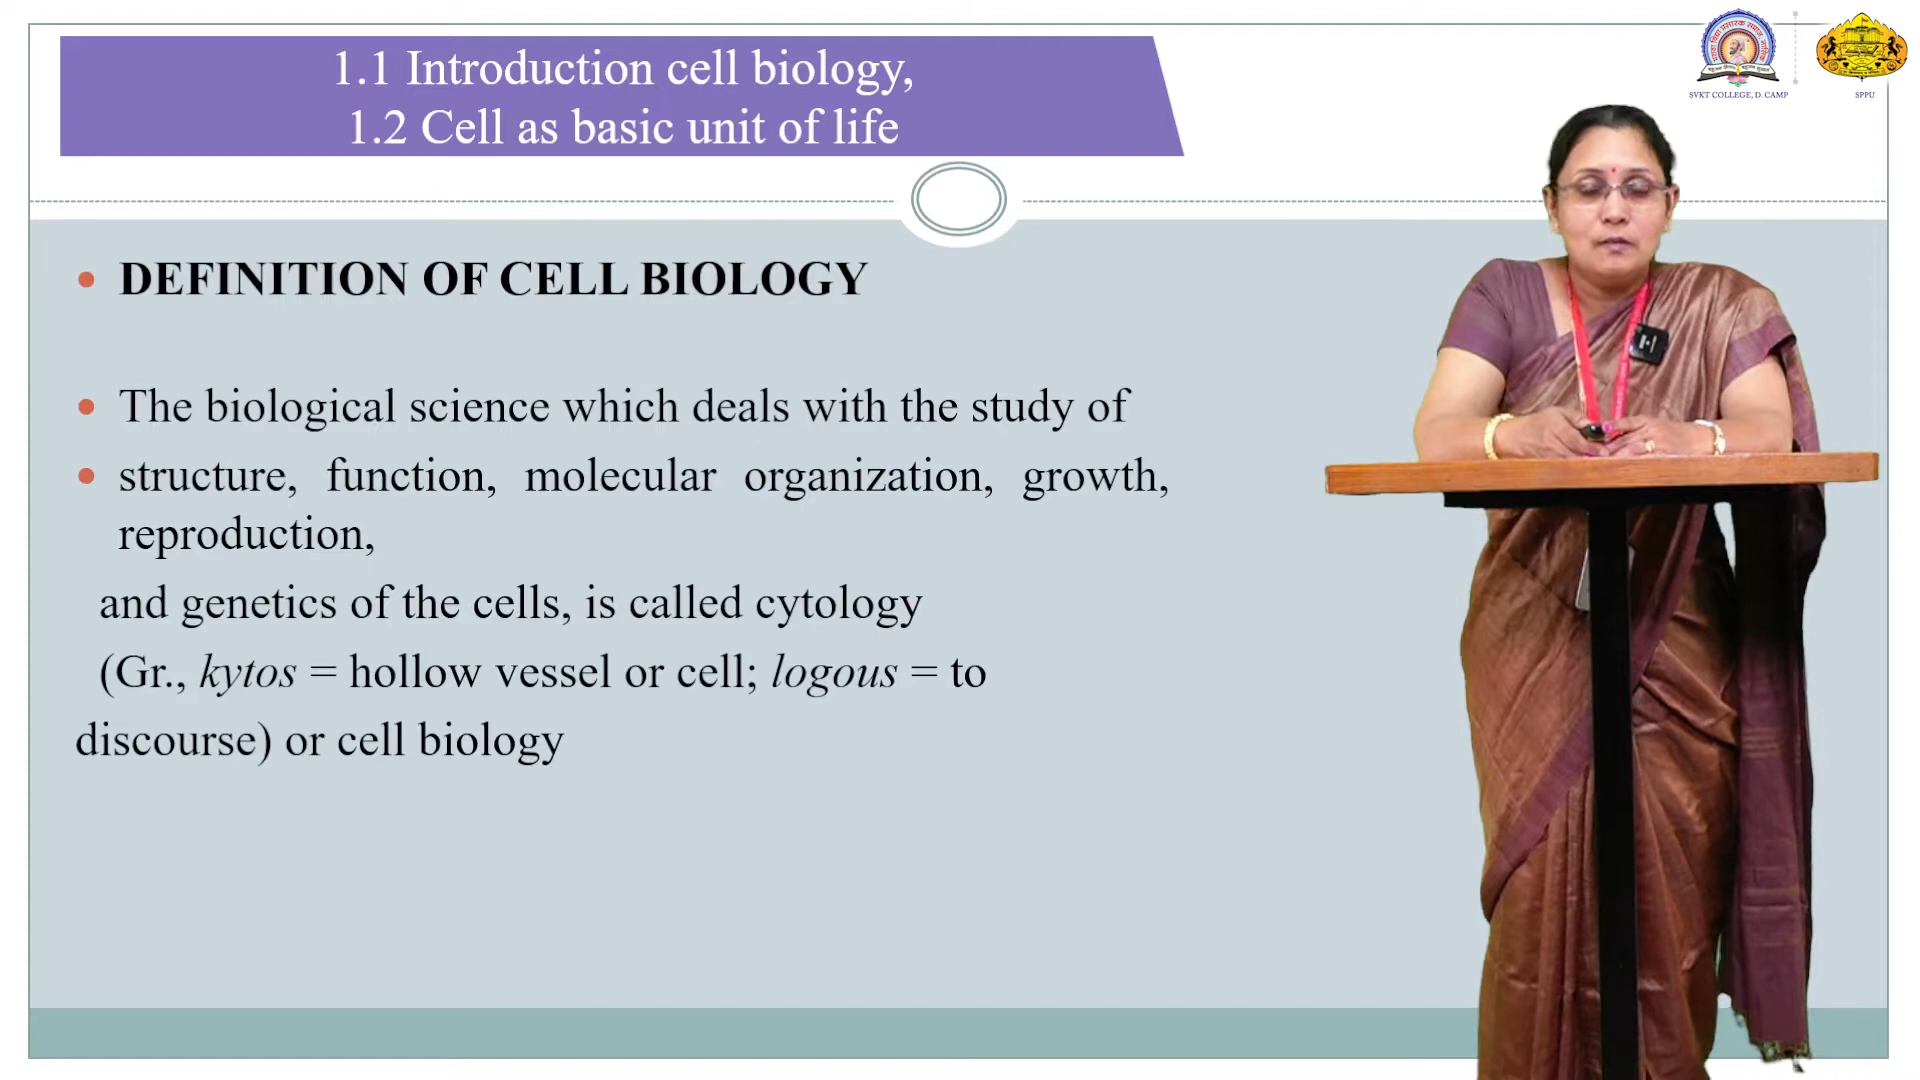 1.1 Introduction cell biology,
1.2 Cell as basic unit of life
SVKT COLLEGE, D. CAMP
SPPU
DEFINITION OF CELL BIOLOGY
The biological science which deals with the study of
structure, function, molecular organization, growth,
reproduction,
and genetics of the cells, is called cytology
(Gr., kytos = hollow vessel or cell; logous = to
discourse) or cell biology